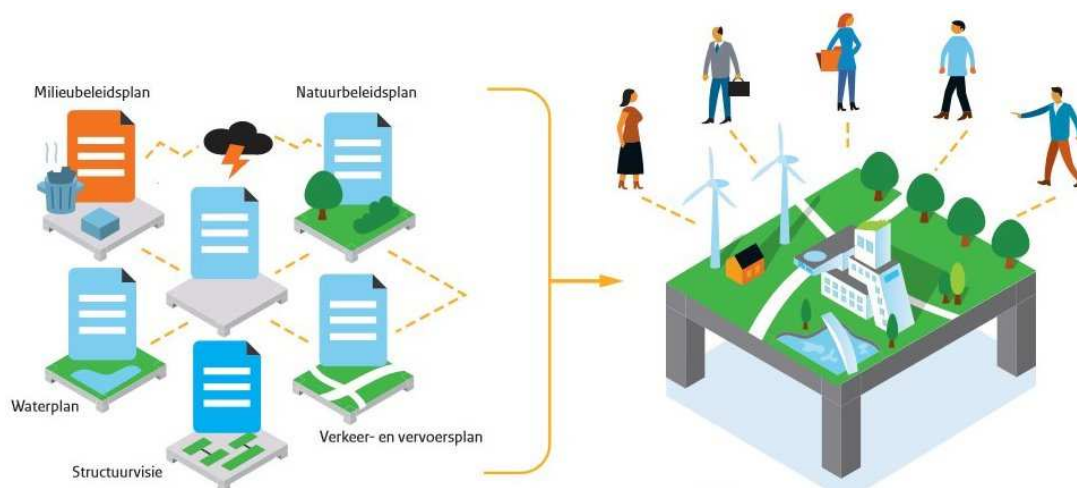 Milieubeleidsplan
Natuurbeleidsplan
Waterplan
Verkeer- en vervoersplan
Structuurvisie